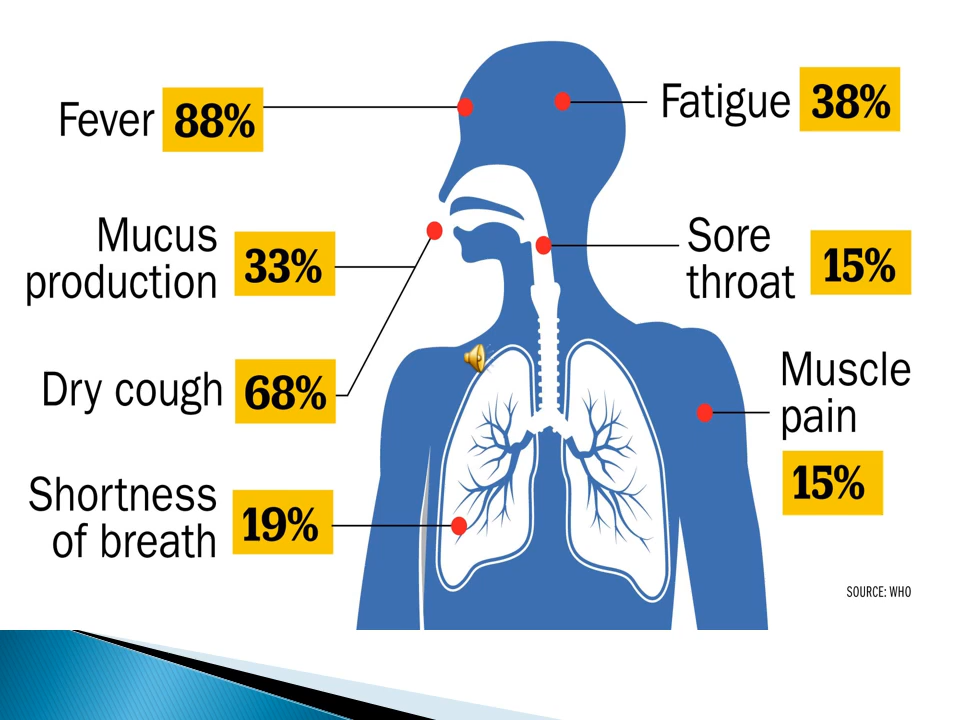 Fever 88%
Fatigue 38%
Mucus
production 33%
Sore
throat 15%
Dry cough 68%
Muscle
pain
15%
Shortness
of breath 19%
SOURCE: WHO